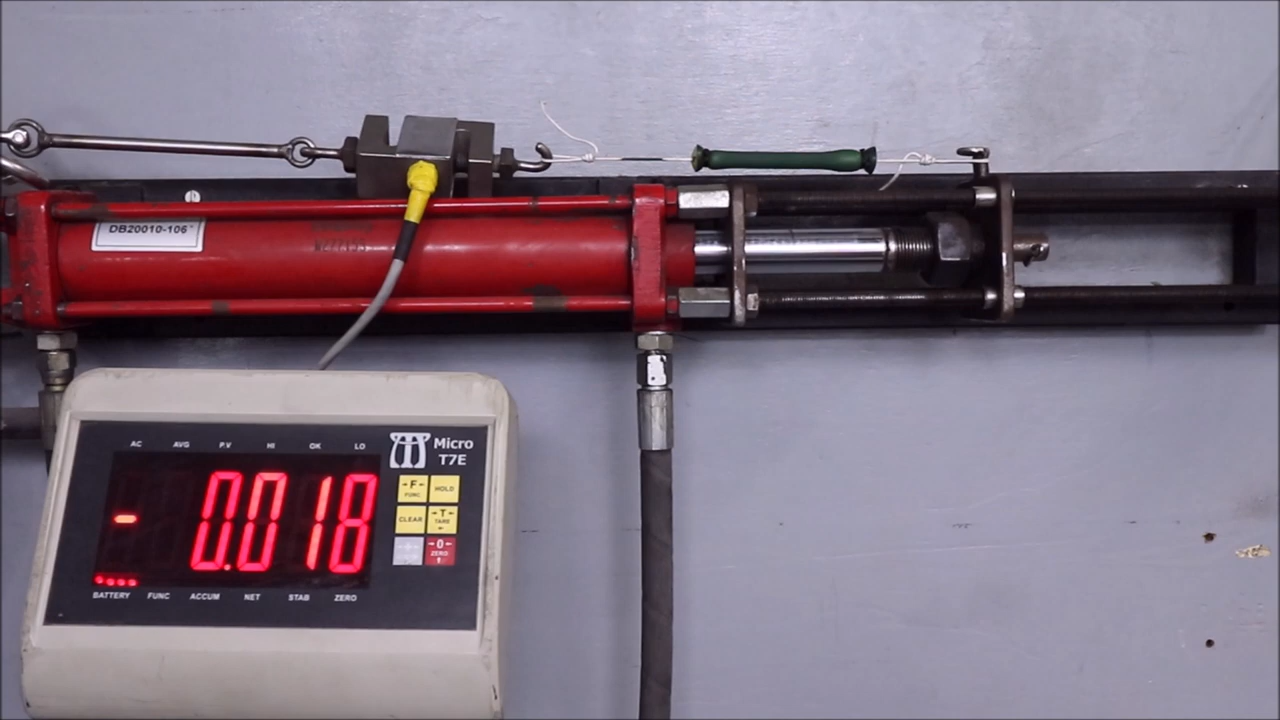 DB20010-106
AC AVG P.V HI OK LO
Micro
T7E
-0.018
-F-
FUNC
HOLD
CLEAR
-T-
TARE
-0-
ZERO
BATTERY FUNC ACCUM NET STAB ZERO